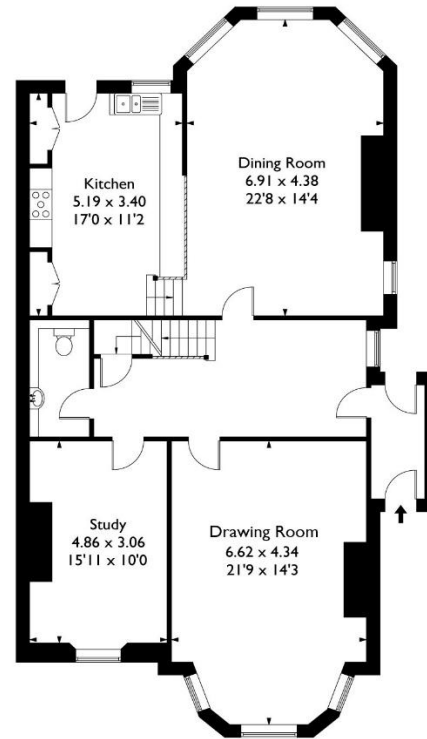 Kitchen
5.19 x 3.40
17'0 x 11'2
Dining Room
6.91 x 4.38
22'8 x 14'4
Study
4.86 x 3.06
15'11 x 10'0
Drawing Room
6.62 x 4.34
21'9 x 14'3